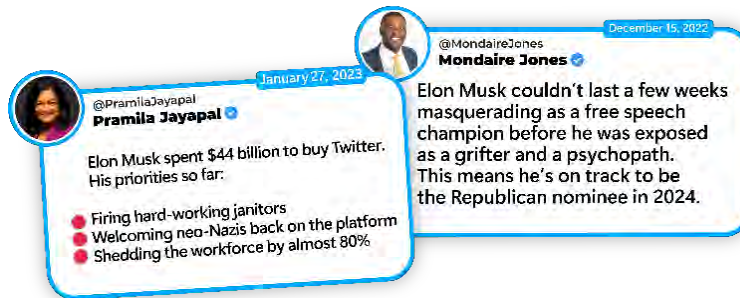 January 27, 2023
@PramilaJayapal
Pramila Jayapal
Elon Musk spent $44 billion to buy Twitter.
His priorities so far:
Firing hard-working janitors
Welcoming neo-Nazis back on the platform
Shedding the workforce by almost 80%
December 15, 2022
@MondaireJones
Mondaire Jones
Elon Musk couldn't last a few weeks
masquerading as a free speech
champion before he was exposed
as a grifter and a psychopath.
This means he's on track to be
the Republican nominee in 2024.